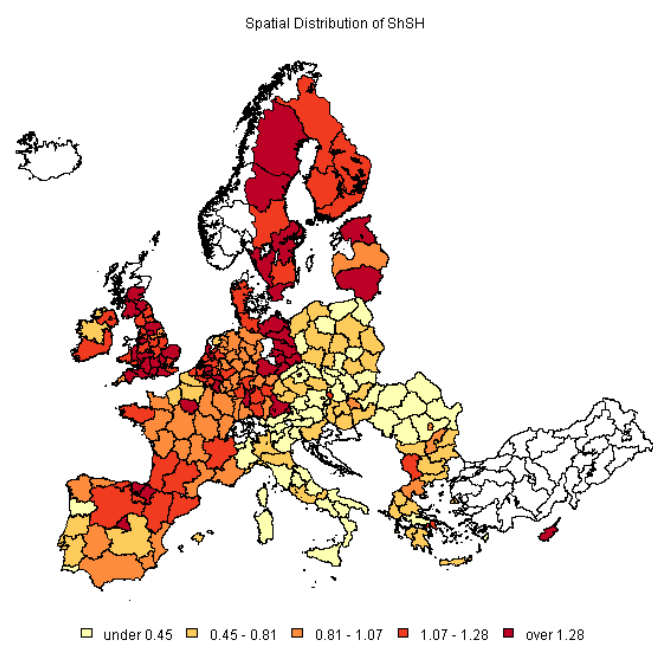 Spatial Distribution of ShSH
under 0.45 0.45 - 0.81 0.81 - 1.07 1.07 - 1.28 over 1.28